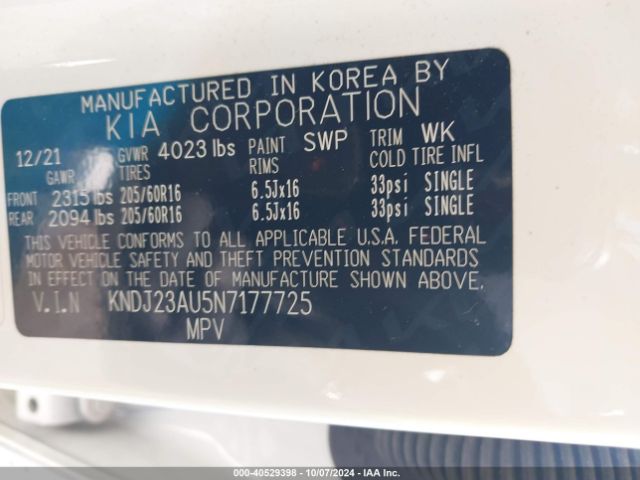 MANUFACTURED IN KOREA BY
KIA CORPORATION
12/21 GVWR 4023 lbs PAINT SWP TRIM WK
GAWR TIRES RIMS COLD TIRE INFL
FRONT 2315 lbs 205/60R16 6.5Jx16 33psi SINGLE
REAR 2094 lbs 205/60R16 6.5Jx16 33psi SINGLE
THIS VEHICLE CONFORMS TO ALL APPLICABLE U.S.A. FEDERAL
MOTOR VEHICLE SAFETY AND THEFT PREVENTION STANDARDS
IN EFFECT ON THE DATE OF MANUFACTURE SHOWN ABOVE.
V.I.N KNDJ23AU5N7177725
MPV
000-40529398 - 10/07/2024 - IAA Inc.